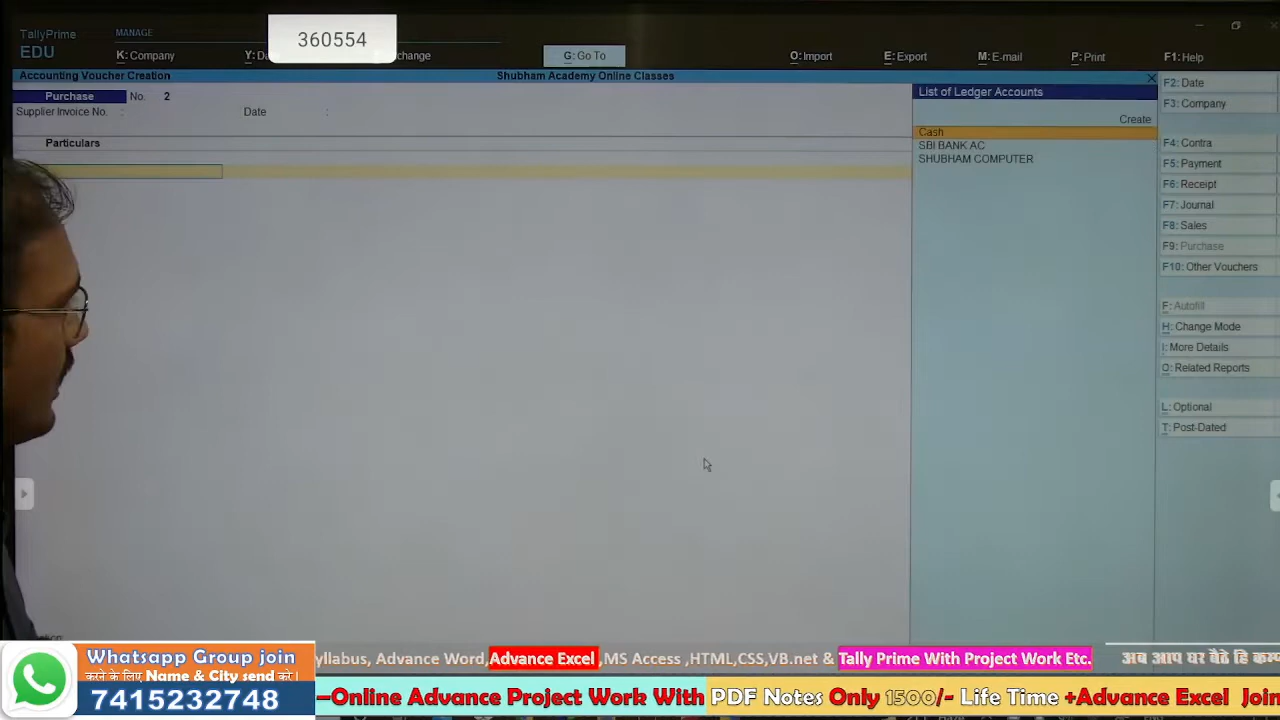 360554
TallyPrime
EDU
MANAGE
K: Company
change
G: Go To
O: Import
E: Export
M: E-mail
P: Print
F1: Help
Accounting Voucher Creation
Shubham Academy Online Classes
Purchase No. 2
Supplier Invoice No. :
Date :
Particulars
List of Ledger Accounts
Create
Cash
SBI BANK AC
SHUBHAM COMPUTER
F2: Date
F3: Company
F4: Contra
F5: Payment
F6: Receipt
F7: Journal
F8: Sales
F9: Purchase
F10: Other Vouchers
F: Autofill
H: Change Mode
I: More Details
O: Related Reports
L: Optional
T: Post-Dated
Whatsapp Group join
करने के लिए Name & City send करे।
7415232748
yllabus, Advance Word, Advance Excel ,MS Access ,HTML,CSS,VB.net & Tally Prime With Project Work Etc.
अब आप घर बैठे हि
–Online Advance Project Work With PDF Notes Only 1500/- Life Time +Advance Excel Join